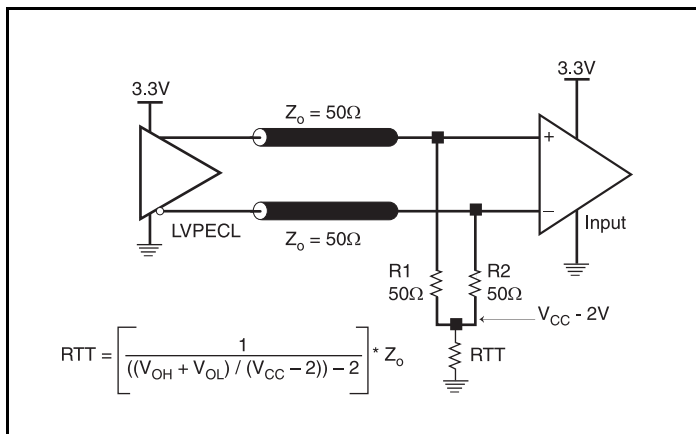 3.3V
3.3V
Zo = 50Ω
+
−
LVPECL
Zo = 50Ω
Input
R1
50Ω
R2
50Ω
VCC - 2V
RTT = [ 1 / ((VOH + VOL) / (VCC − 2)) − 2 ] * Zo
RTT